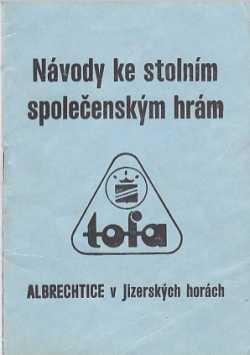 Návody ke stolním
společenským hrám
tofa
ALBRECHTICE v Jizerských horách